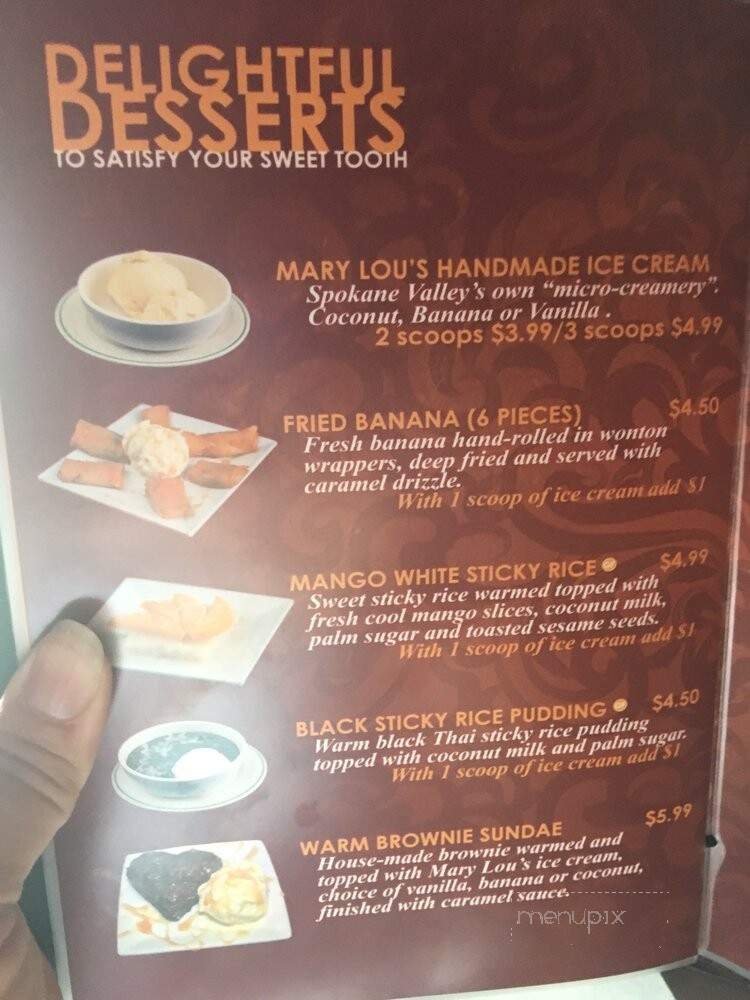 DELIGHTFUL
DESSERTS
TO SATISFY YOUR SWEET TOOTH
MARY LOU'S HANDMADE ICE CREAM
Spokane Valley's own "micro-creamery".
Coconut, Banana or Vanilla .
2 scoops $3.99/3 scoops $4.99
FRIED BANANA (6 PIECES) $4.50
Fresh banana hand-rolled in wonton
wrappers, deep fried and served with
caramel drizzle.
With 1 scoop of ice cream add $1
MANGO WHITE STICKY RICE $4.99
Sweet sticky rice warmed topped with
fresh cool mango slices, coconut milk,
palm sugar and toasted sesame seeds.
With 1 scoop of ice cream add $1
BLACK STICKY RICE PUDDING $4.50
Warm black Thai sticky rice pudding
topped with coconut milk and palm sugar.
With 1 scoop of ice cream add $1
WARM BROWNIE SUNDAE $5.99
House-made brownie warmed and
topped with Mary Lou's ice cream,
choice of vanilla, banana or coconut,
finished with caramel sauce.
menupix